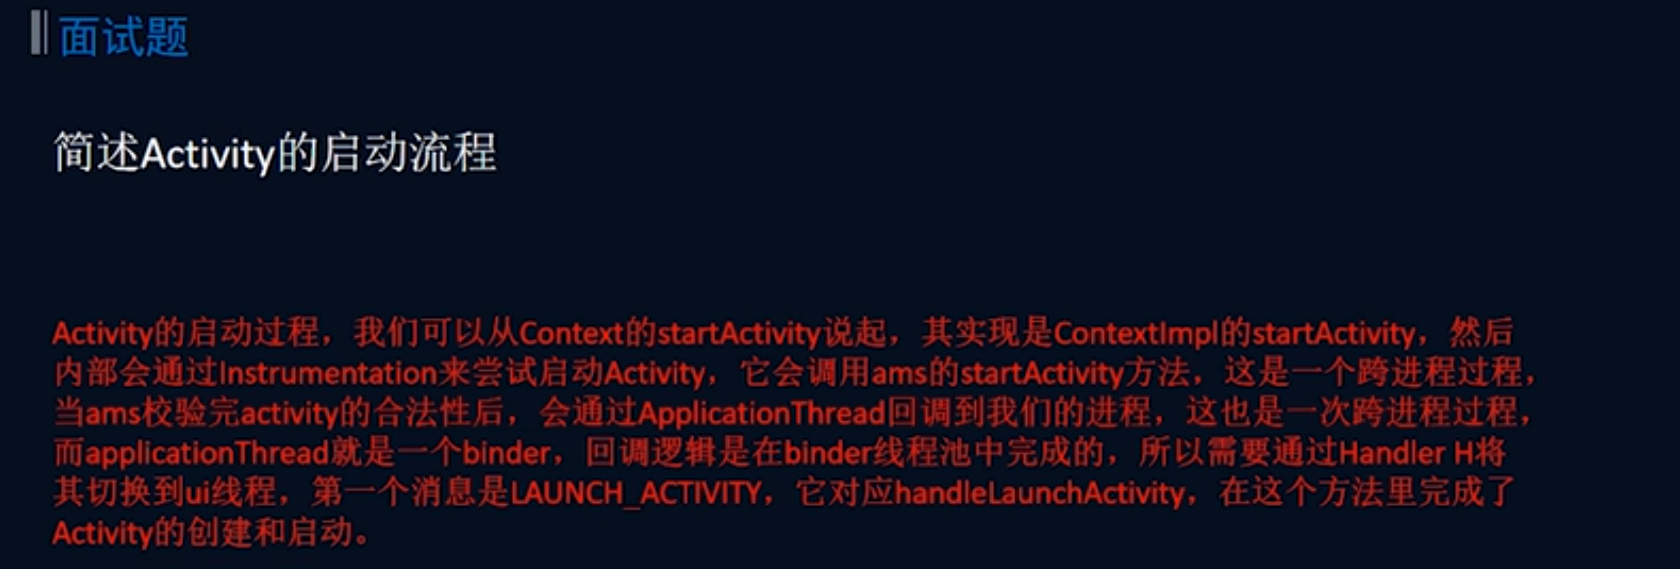 面试题
简述Activity的启动流程
Activity的启动过程，我们可以从Context的startActivity说起，其实现是ContextImpl的startActivity，然后
内部会通过Instrumentation来尝试启动Activity，它会调用ams的startActivity方法，这是一个跨进程过程，
当ams校验完activity的合法性后，会通过ApplicationThread回调到我们的进程，这也是一次跨进程过程，
而applicationThread就是一个binder，回调逻辑是在binder线程池中完成的，所以需要通过Handler H将
其切换到ui线程，第一个消息是LAUNCH_ACTIVITY，它对应handleLaunchActivity，在这个方法里完成了
Activity的创建和启动。